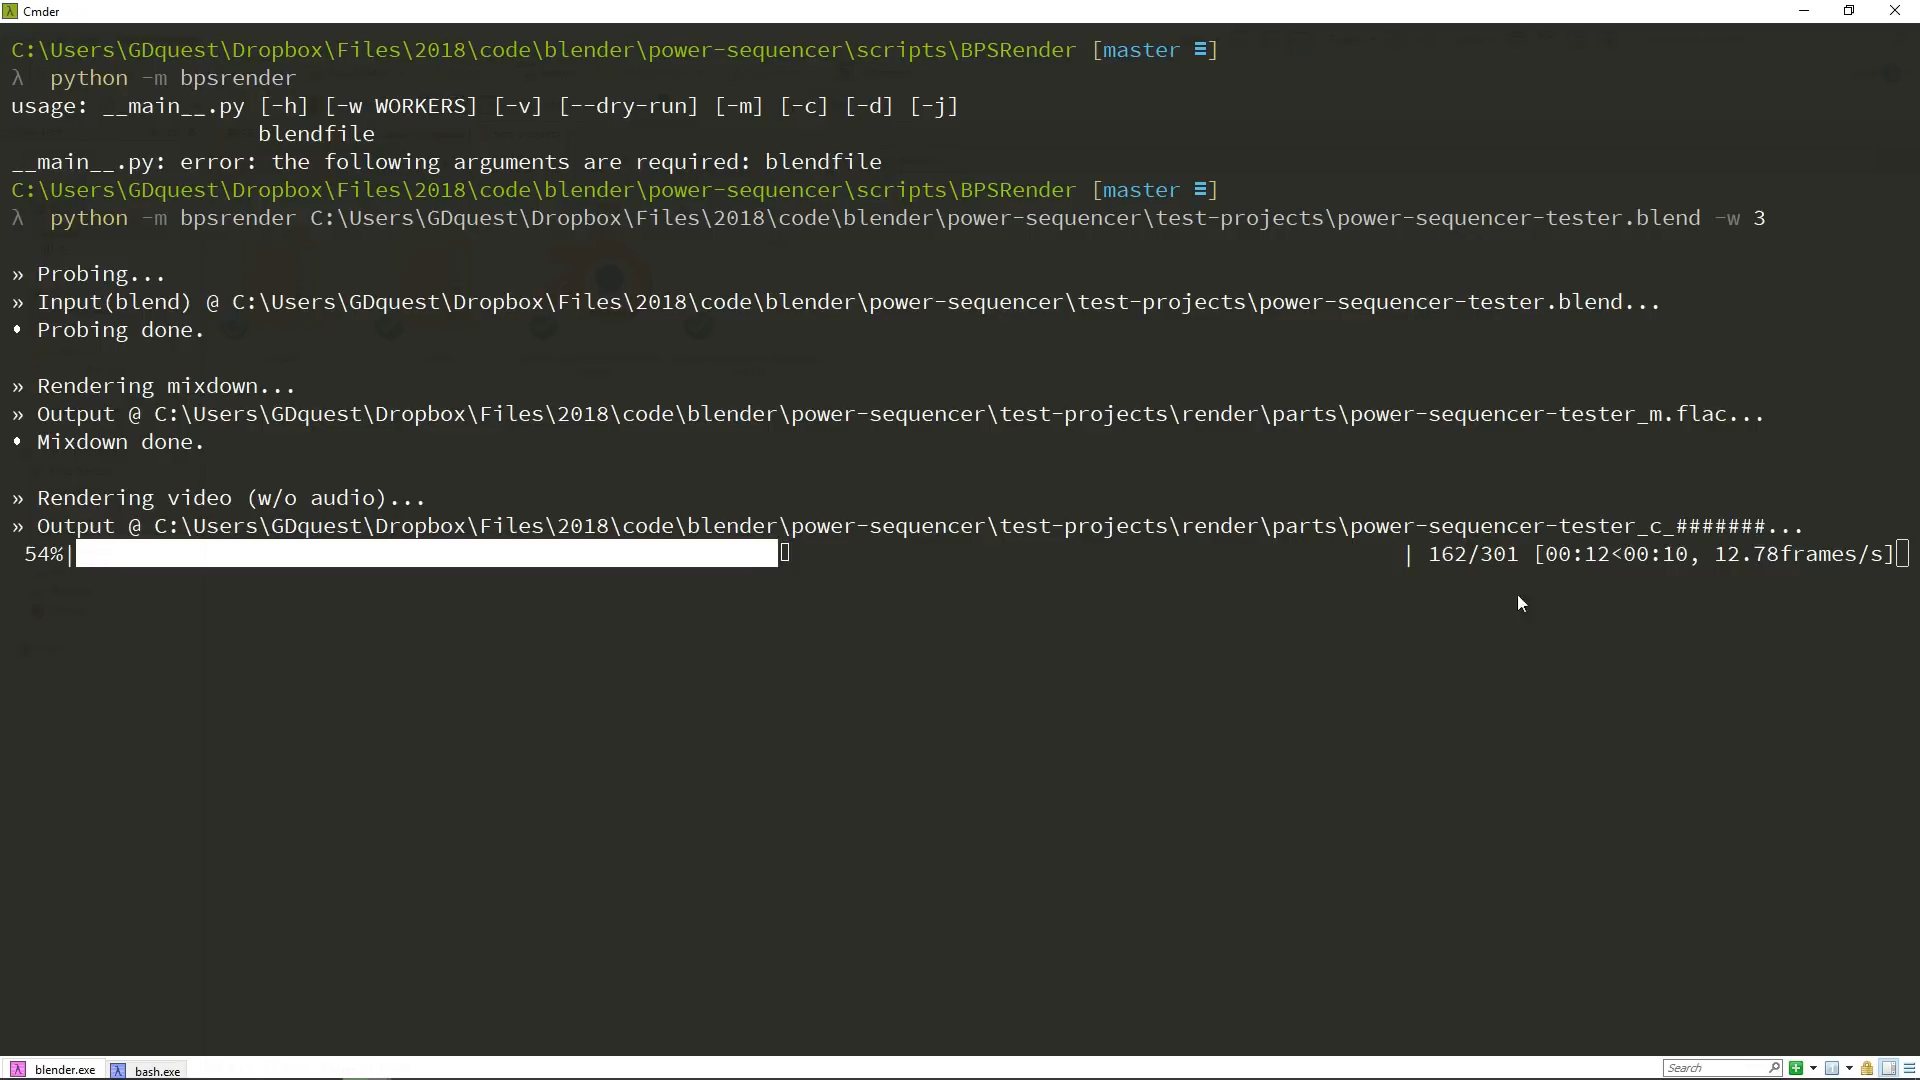 Cmder
C:\Users\GDquest\Dropbox\Files\2018\code\blender\power-sequencer\scripts\BPSRender [master ≡]
λ  python -m bpsrender
usage: __main__.py [-h] [-w WORKERS] [-v] [--dry-run] [-m] [-c] [-d] [-j]
blendfile
__main__.py: error: the following arguments are required: blendfile
C:\Users\GDquest\Dropbox\Files\2018\code\blender\power-sequencer\scripts\BPSRender [master ≡]
λ  python -m bpsrender C:\Users\GDquest\Dropbox\Files\2018\code\blender\power-sequencer\test-projects\power-sequencer-tester.blend -w 3
» Probing...
» Input(blend) @ C:\Users\GDquest\Dropbox\Files\2018\code\blender\power-sequencer\test-projects\power-sequencer-tester.blend...
• Probing done.
» Rendering mixdown...
» Output @ C:\Users\GDquest\Dropbox\Files\2018\code\blender\power-sequencer\test-projects\render\parts\power-sequencer-tester_m.flac...
• Mixdown done.
» Rendering video (w/o audio)...
» Output @ C:\Users\GDquest\Dropbox\Files\2018\code\blender\power-sequencer\test-projects\render\parts\power-sequencer-tester_c_#######...
54%| | 162/301 [00:12<00:10, 12.78frames/s]
blender.exe bash.exe Search